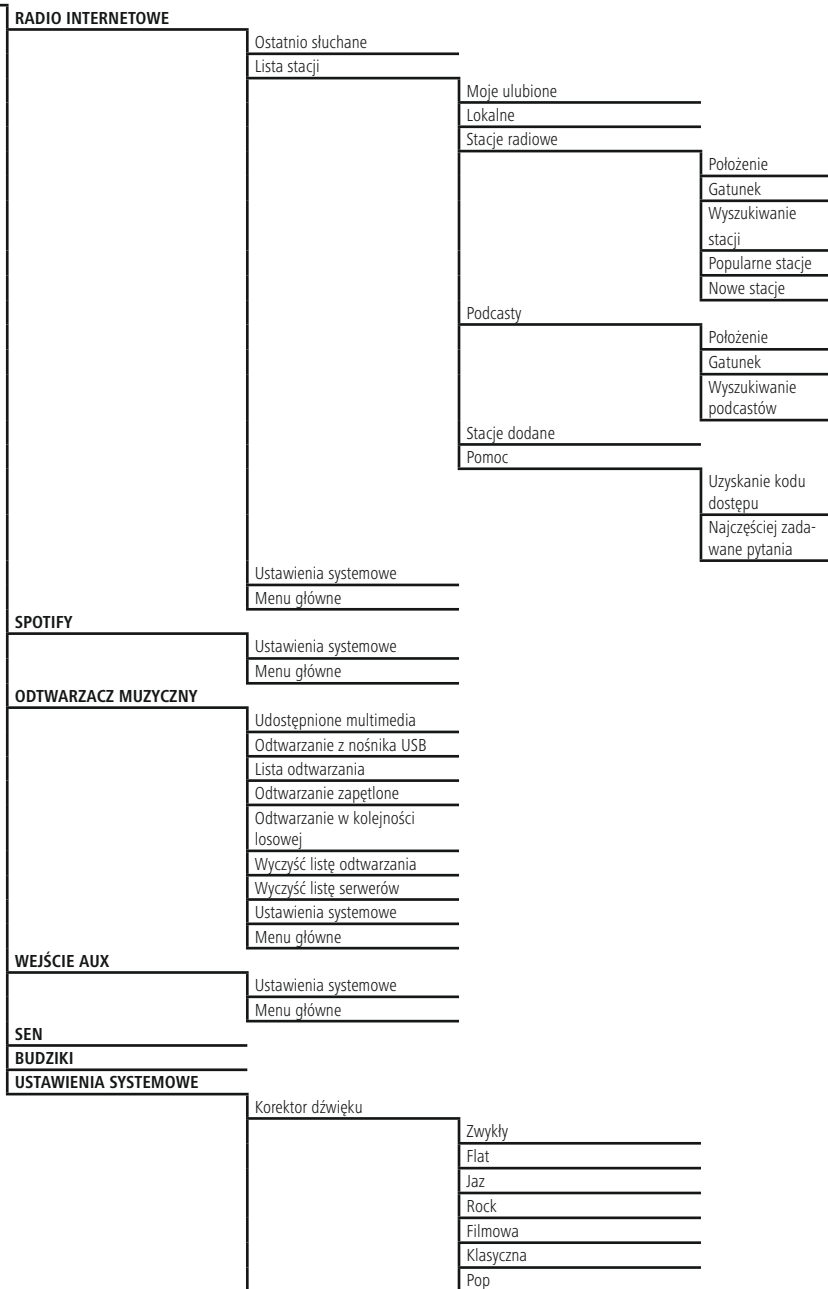 RADIO INTERNETOWE
Ostatnio słuchane
Lista stacji
Moje ulubione
Lokalne
Stacje radiowe
Położenie
Gatunek
Wyszukiwanie
stacji
Popularne stacje
Nowe stacje
Podcasty
Położenie
Gatunek
Wyszukiwanie
podcastów
Stacje dodane
Pomoc
Uzyskanie kodu
dostępu
Najczęściej zada-
wane pytania
Ustawienia systemowe
Menu główne
SPOTIFY
Ustawienia systemowe
Menu główne
ODTWARZACZ MUZYCZNY
Udostępnione multimedia
Odtwarzanie z nośnika USB
Lista odtwarzania
Odtwarzanie zapętlone
Odtwarzanie w kolejności
losowej
Wyczyść listę odtwarzania
Wyczyść listę serwerów
Ustawienia systemowe
Menu główne
WEJŚCIE AUX
Ustawienia systemowe
Menu główne
SEN
BUDZIKI
USTAWIENIA SYSTEMOWE
Korektor dźwięku
Zwykły
Flat
Jaz
Rock
Filmowa
Klasyczna
Pop